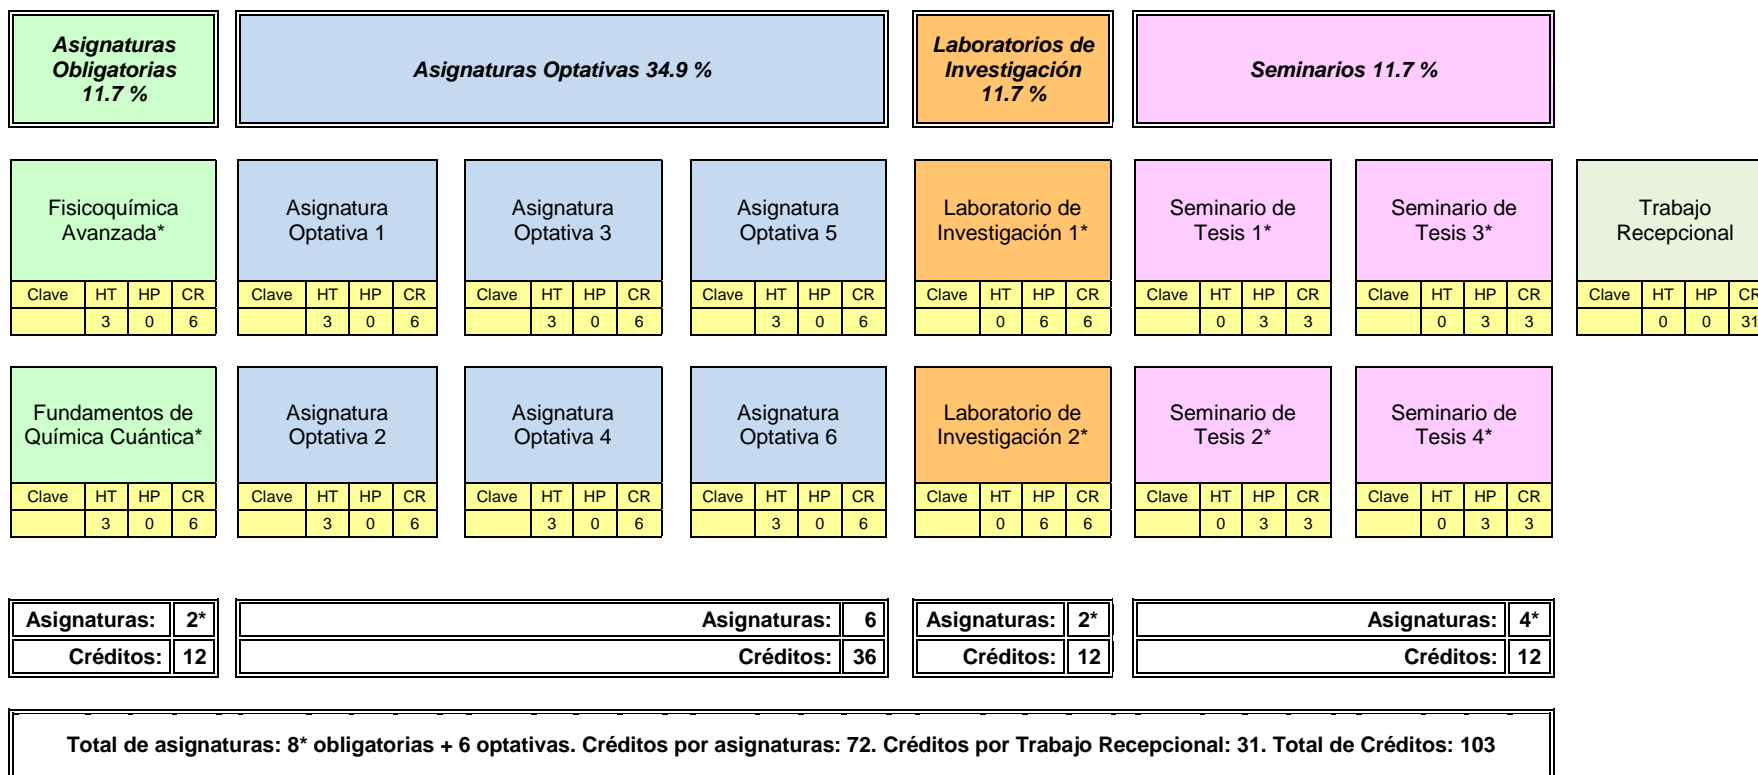 Asignaturas
Obligatorias
11.7 %
Asignaturas Optativas 34.9 %
Laboratorios de
Investigación
11.7 %
Seminarios 11.7 %
Fisicoquímica
Avanzada*
Clave HT HP CR
3 0 6
Asignatura
Optativa 1
Clave HT HP CR
3 0 6
Asignatura
Optativa 3
Clave HT HP CR
3 0 6
Asignatura
Optativa 5
Clave HT HP CR
3 0 6
Laboratorio de
Investigación 1*
Clave HT HP CR
0 6 6
Seminario de
Tesis 1*
Clave HT HP CR
0 3 3
Seminario de
Tesis 3*
Clave HT HP CR
0 3 3
Trabajo
Recepcional
Clave HT HP CR
0 0 31
Fundamentos de
Química Cuántica*
Clave HT HP CR
3 0 6
Asignatura
Optativa 2
Clave HT HP CR
3 0 6
Asignatura
Optativa 4
Clave HT HP CR
3 0 6
Asignatura
Optativa 6
Clave HT HP CR
3 0 6
Laboratorio de
Investigación 2*
Clave HT HP CR
0 6 6
Seminario de
Tesis 2*
Clave HT HP CR
0 3 3
Seminario de
Tesis 4*
Clave HT HP CR
0 3 3
Asignaturas: 2*
Créditos: 12
Asignaturas: 6
Créditos: 36
Asignaturas: 2*
Créditos: 12
Asignaturas: 4*
Créditos: 12
Total de asignaturas: 8* obligatorias + 6 optativas. Créditos por asignaturas: 72. Créditos por Trabajo Recepcional: 31. Total de Créditos: 103